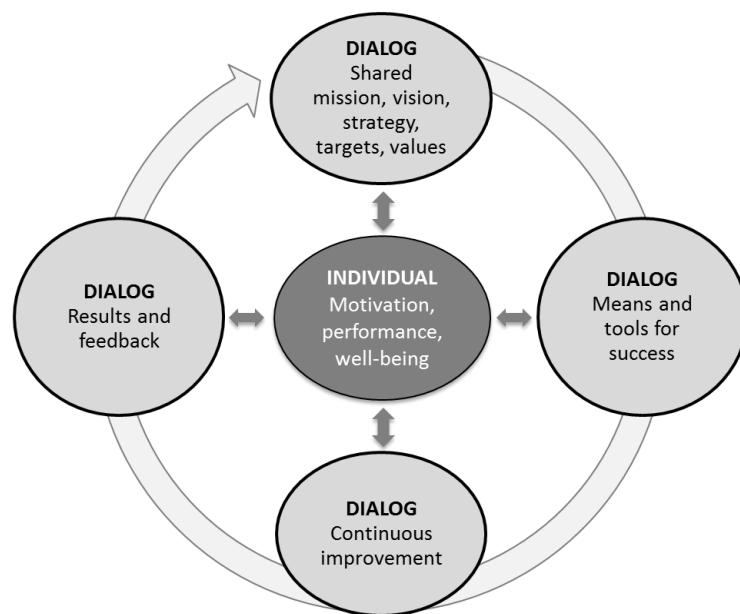 DIALOG
Shared
mission, vision,
strategy,
targets, values
DIALOG
Results and
feedback
INDIVIDUAL
Motivation,
performance,
well-being
DIALOG
Means and
tools for
success
DIALOG
Continuous
improvement